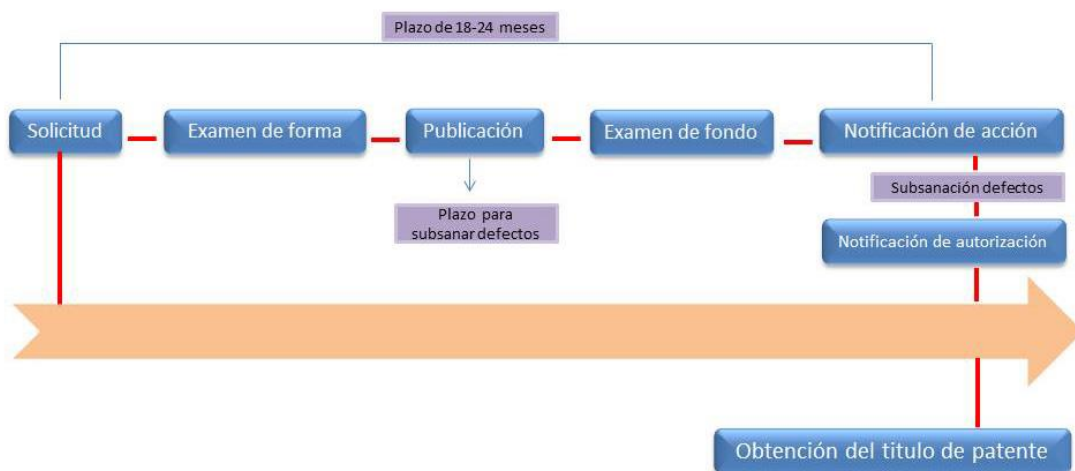 Plazo de 18-24 meses
Solicitud
Examen de forma
Publicación
Examen de fondo
Notificación de acción
Plazo para
subsanar defectos
Subsanación defectos
Notificación de autorización
Obtención del titulo de patente